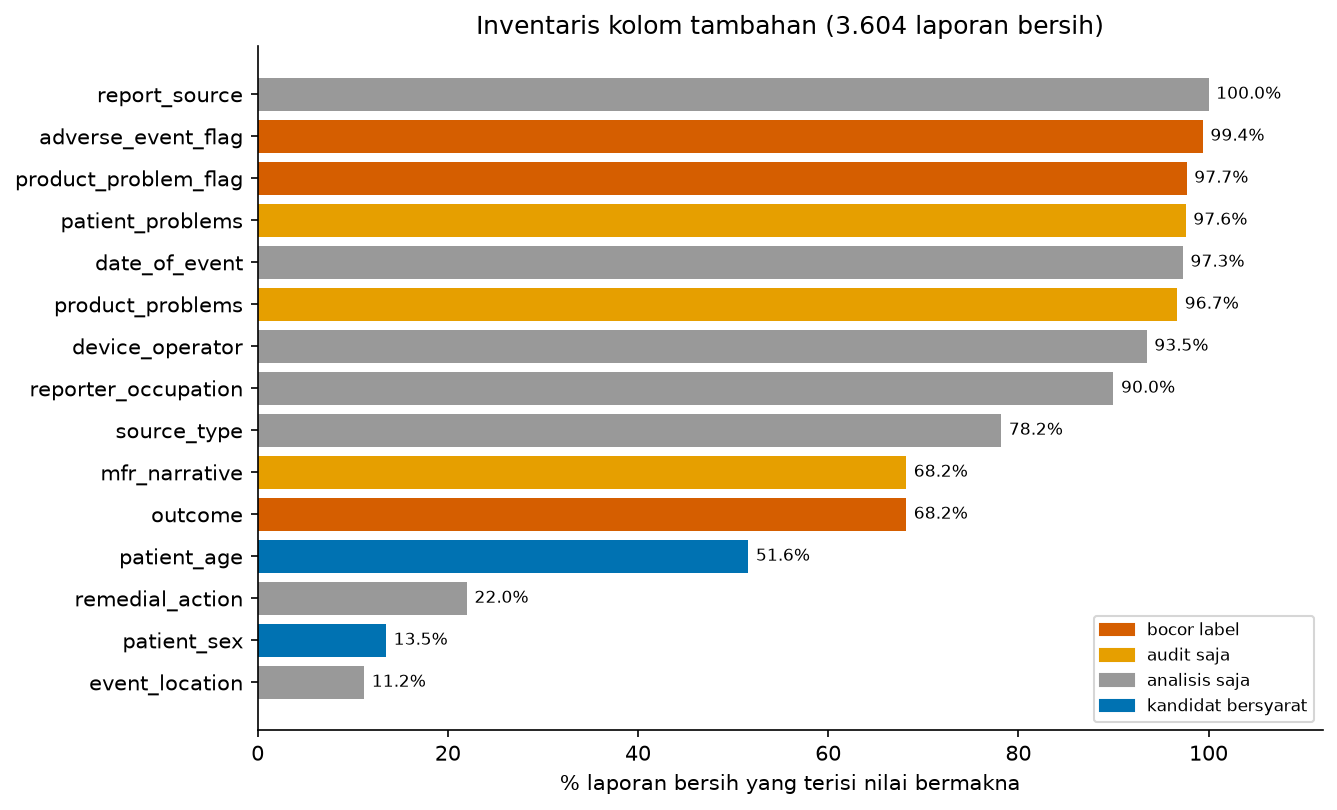 Inventaris kolom tambahan (3.604 laporan bersih)
report_source 100.0%
adverse_event_flag 99.4%
product_problem_flag 97.7%
patient_problems 97.6%
date_of_event 97.3%
product_problems 96.7%
device_operator 93.5%
reporter_occupation 90.0%
source_type 78.2%
mfr_narrative 68.2%
outcome 68.2%
patient_age 51.6%
remedial_action 22.0%
patient_sex 13.5%
event_location 11.2%
bocor label
audit saja
analisis saja
kandidat bersyarat
0 20 40 60 80 100
% laporan bersih yang terisi nilai bermakna